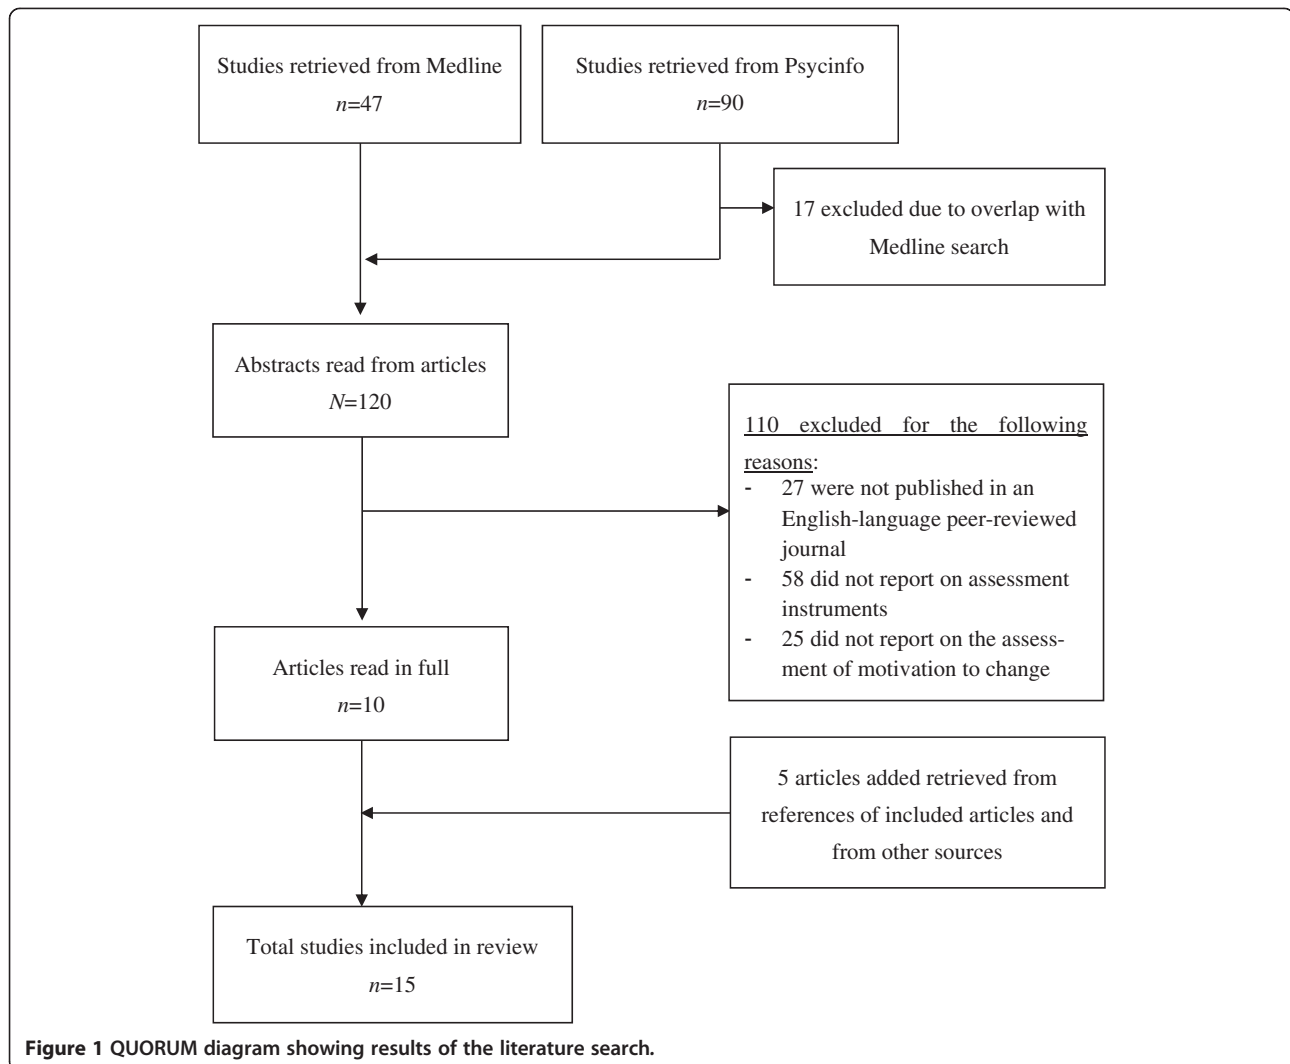 Studies retrieved from Medline
n=47
Studies retrieved from Psycinfo
n=90
17 excluded due to overlap with
Medline search
Abstracts read from articles
N=120
110 excluded for the following
reasons:
- 27 were not published in an
English-language peer-reviewed
journal
- 58 did not report on assessment
instruments
- 25 did not report on the assess-
ment of motivation to change
Articles read in full
n=10
5 articles added retrieved from
references of included articles and
from other sources
Total studies included in review
n=15
Figure 1 QUORUM diagram showing results of the literature search.